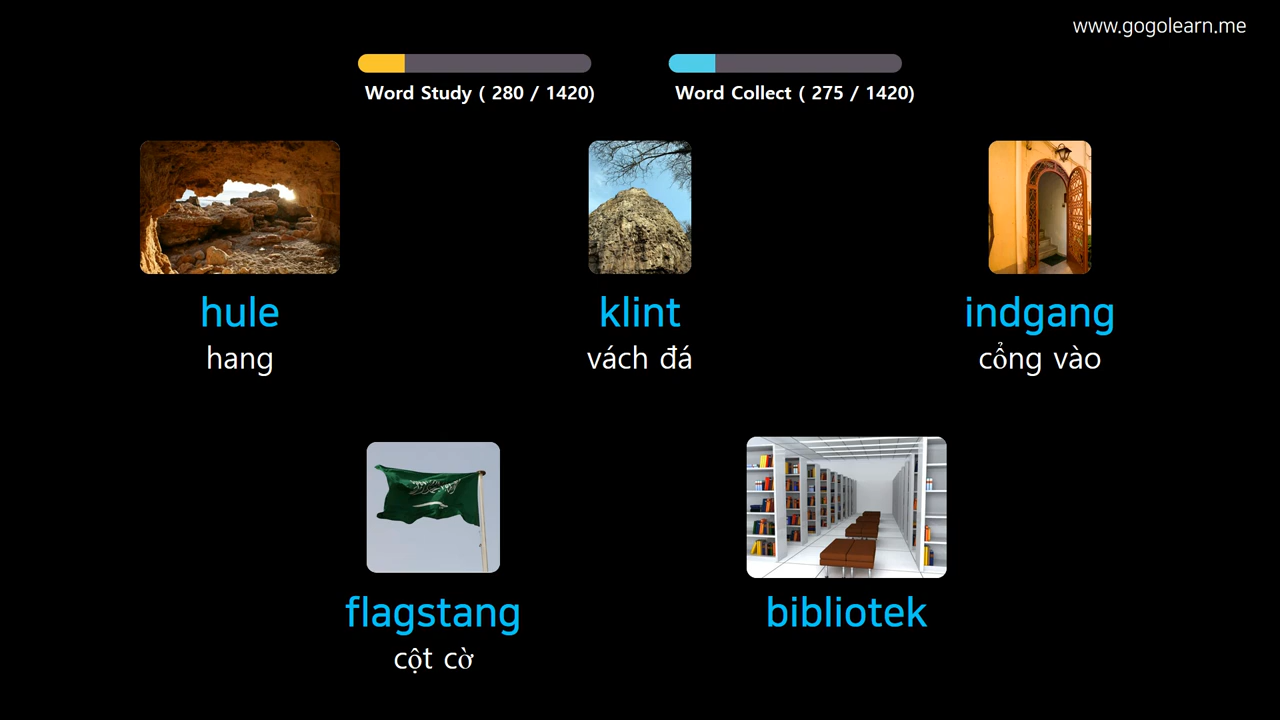 www.gogolearn.me
Word Study ( 280 / 1420)
Word Collect ( 275 / 1420)
hule
hang
klint
vách đá
indgang
cổng vào
flagstang
cột cờ
bibliotek